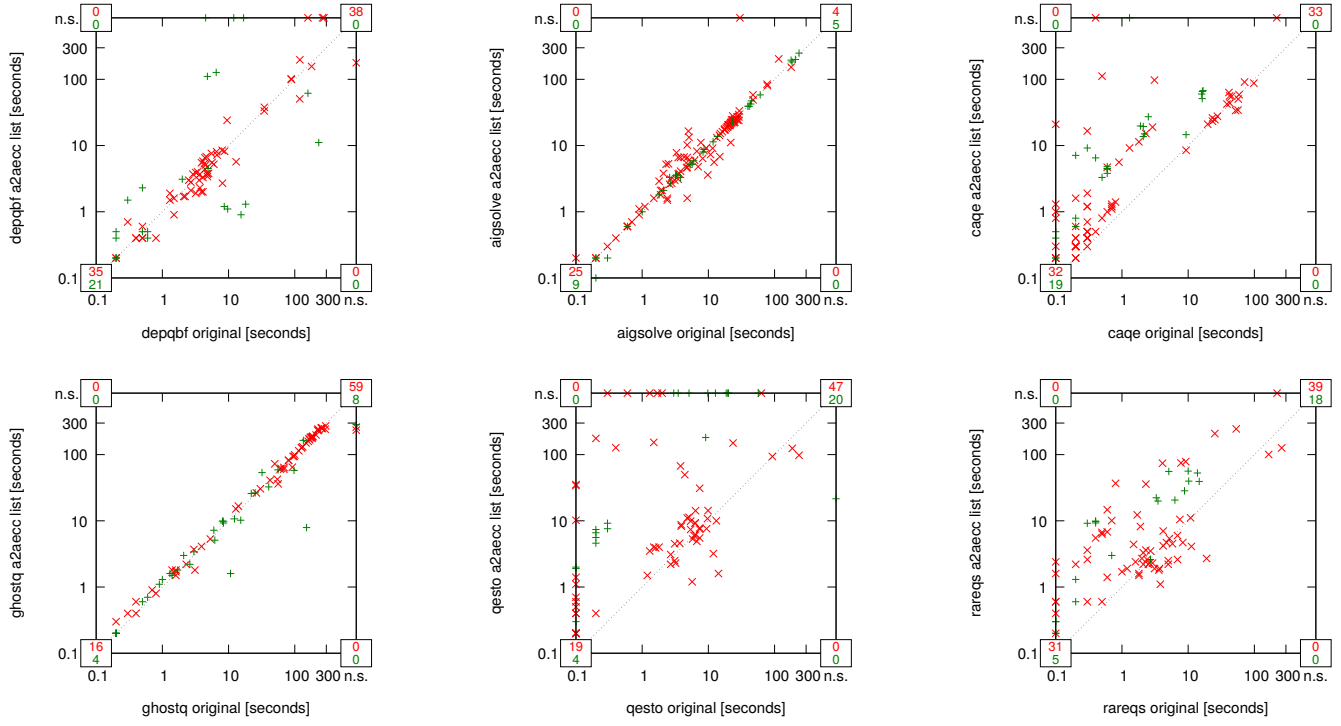 n.s. 0 0 38 0
300
100
10
1
0.1 35 21 0 0
0.1 1 10 100 300 n.s.
depqbf a2aecc list [seconds]
depqbf original [seconds]
n.s. 0 0 4 5
300
100
10
1
0.1 25 9 0 0
0.1 1 10 100 300 n.s.
aigsolve a2aecc list [seconds]
aigsolve original [seconds]
n.s. 0 0 33 0
300
100
10
1
0.1 32 19 0 0
0.1 1 10 100 300 n.s.
caqe a2aecc list [seconds]
caqe original [seconds]
n.s. 0 0 59 8
300
100
10
1
0.1 16 4 0 0
0.1 1 10 100 300 n.s.
ghostq a2aecc list [seconds]
ghostq original [seconds]
n.s. 0 0 47 20
300
100
10
1
0.1 19 4 0 0
0.1 1 10 100 300 n.s.
qesto a2aecc list [seconds]
qesto original [seconds]
n.s. 0 0 39 18
300
100
10
1
0.1 31 5 0 0
0.1 1 10 100 300 n.s.
rareqs a2aecc list [seconds]
rareqs original [seconds]